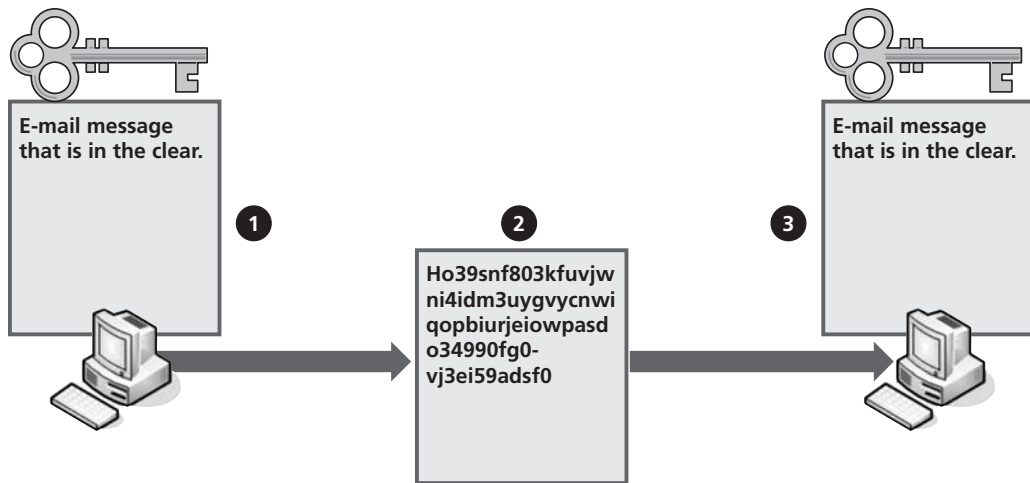 E-mail message
that is in the clear.
1
2
Ho39snf803kfuvjw
ni4idm3uygvycnwi
qopbiurjeiowpasd
o34990fg0-
vj3ei59adsf0
3
E-mail message
that is in the clear.